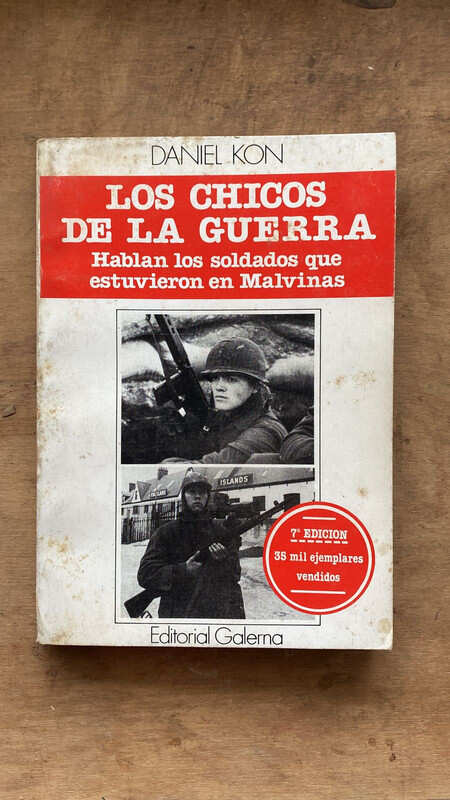 DANIEL KON
LOS CHICOS
DE LA GUERRA
Hablan los soldados que
estuvieron en Malvinas
FALKLAND ISLANDS
7ª EDICION
35 mil ejemplares
vendidos
Editorial Galerna